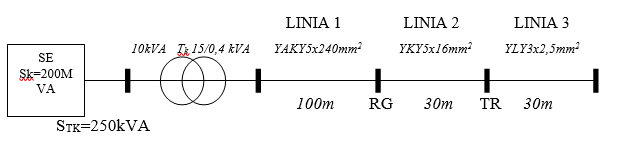 LINIA 1 LINIA 2 LINIA 3
10kVA Tk 15/0,4 kVA YAKY5x240mm² YKY5x16mm² YLY3x2,5mm²
SE
Sk=200M
VA
100m RG 30m TR 30m
STK=250kVA